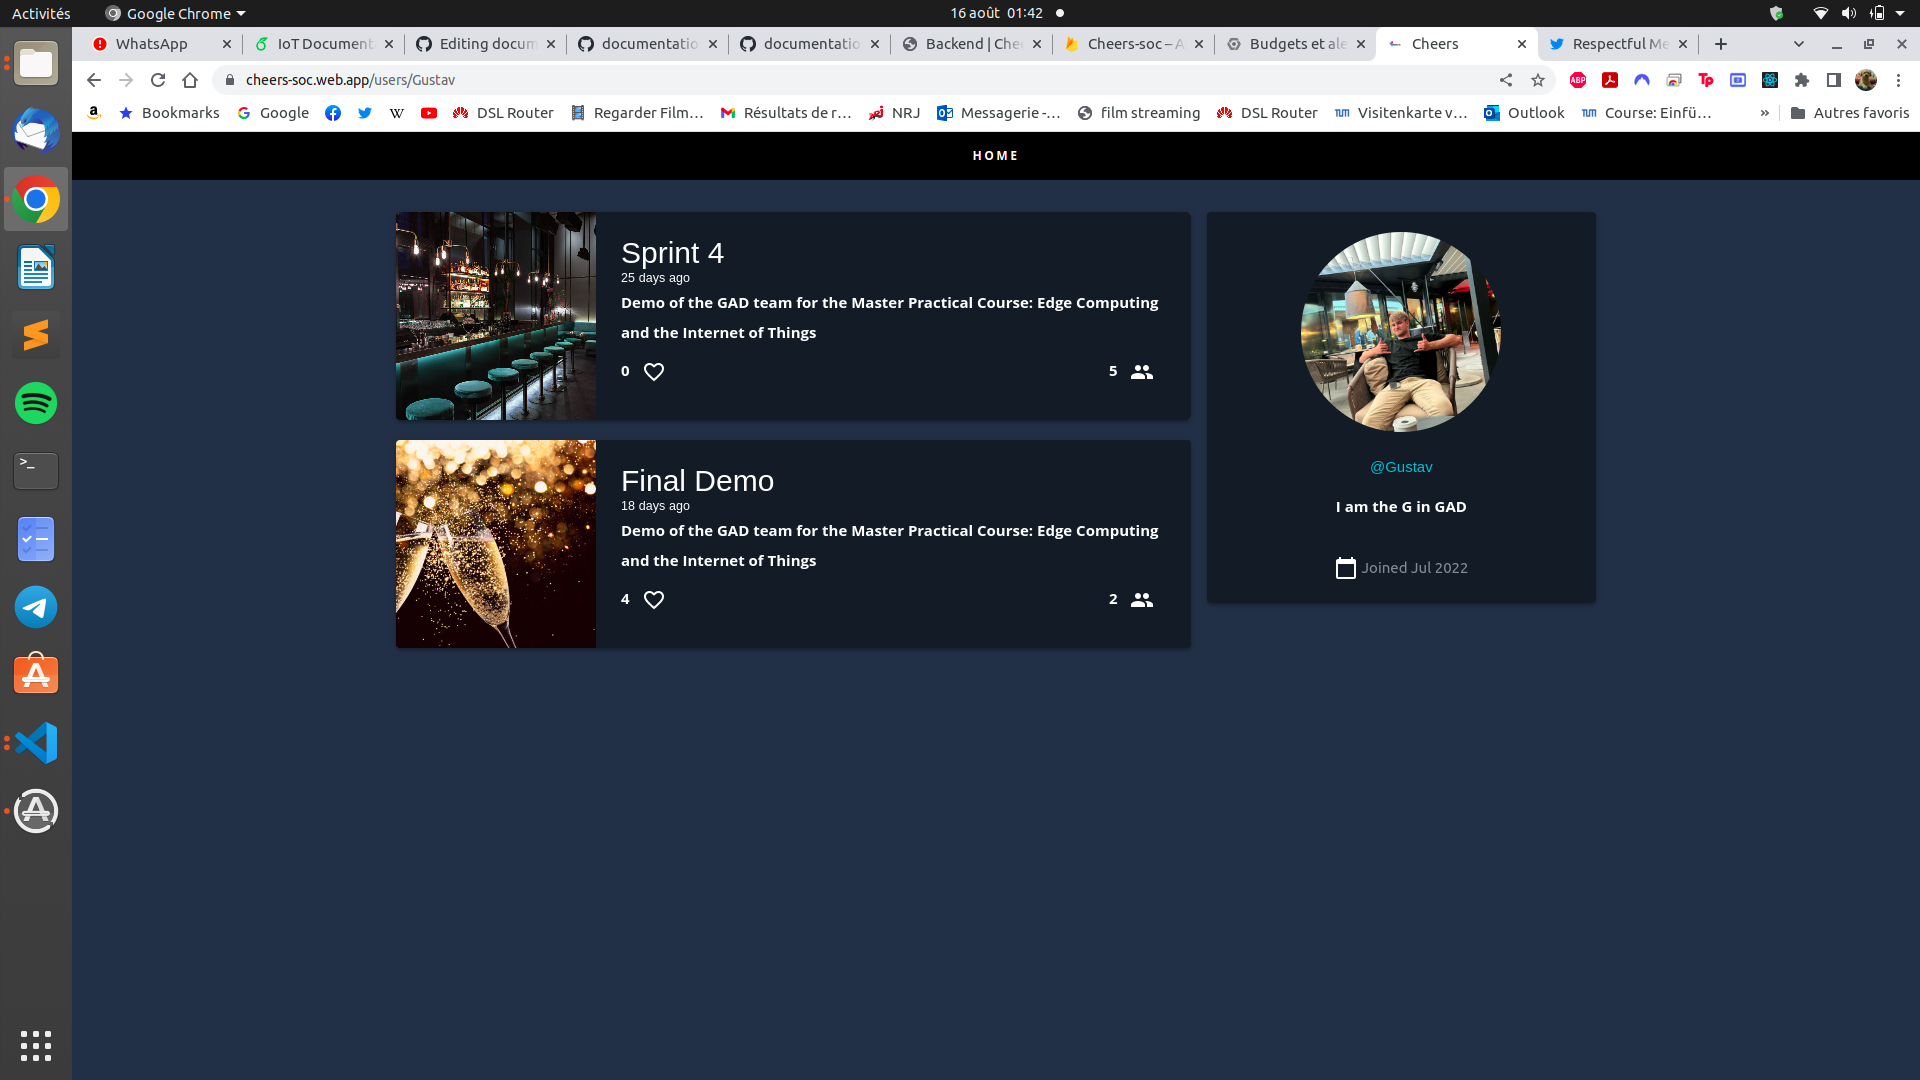 Activités
Google Chrome
16 août 01:42
WhatsApp
IoT Document
Editing docum
documentatio
documentatio
Backend | Chee
Cheers-soc – A
Budgets et ale
Cheers
Respectful Me
cheers-soc.web.app/users/Gustav
ABP
Tp
Bookmarks
Google
W
DSL Router
Regarder Film…
Résultats de r…
NRJ
Messagerie -…
film streaming
DSL Router
Visitenkarte v…
Outlook
Course: Einfü…
»
Autres favoris
HOME
Sprint 4
25 days ago
Demo of the GAD team for the Master Practical Course: Edge Computing
and the Internet of Things
0
5
Final Demo
18 days ago
Demo of the GAD team for the Master Practical Course: Edge Computing
and the Internet of Things
4
2
@Gustav
I am the G in GAD
Joined Jul 2022